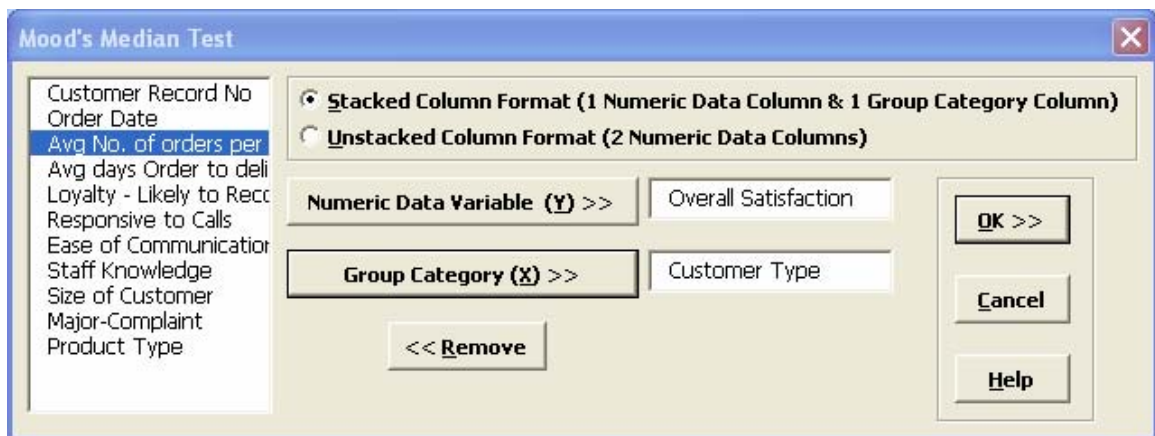 Mood's Median Test
Customer Record No
Order Date
Avg No. of orders per
Avg days Order to deli
Loyalty - Likely to Recc
Responsive to Calls
Ease of Communication
Staff Knowledge
Size of Customer
Major-Complaint
Product Type
Stacked Column Format (1 Numeric Data Column & 1 Group Category Column)
Unstacked Column Format (2 Numeric Data Columns)
Numeric Data Variable (Y) >>
Overall Satisfaction
Group Category (X) >>
Customer Type
<< Remove
OK >>
Cancel
Help